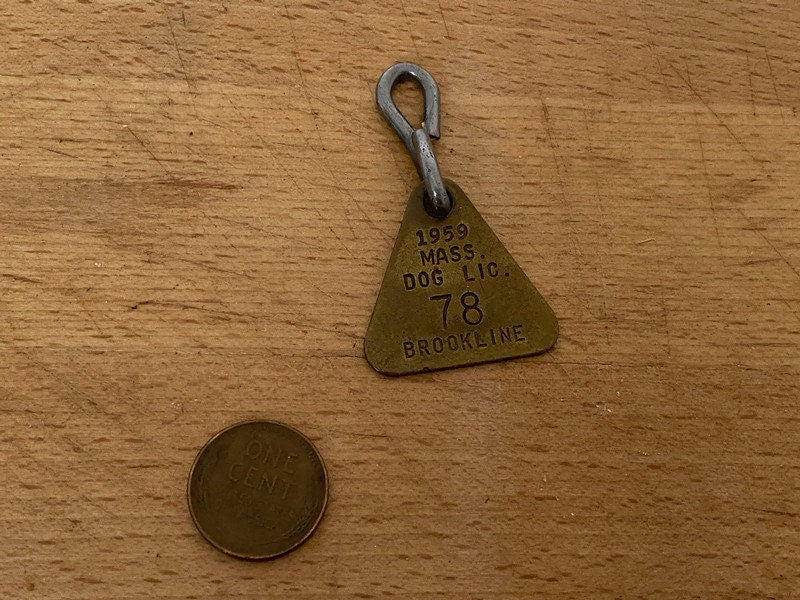 1959
MASS.
DOG LIC.
78
BROOKLINE
ONE
CENT